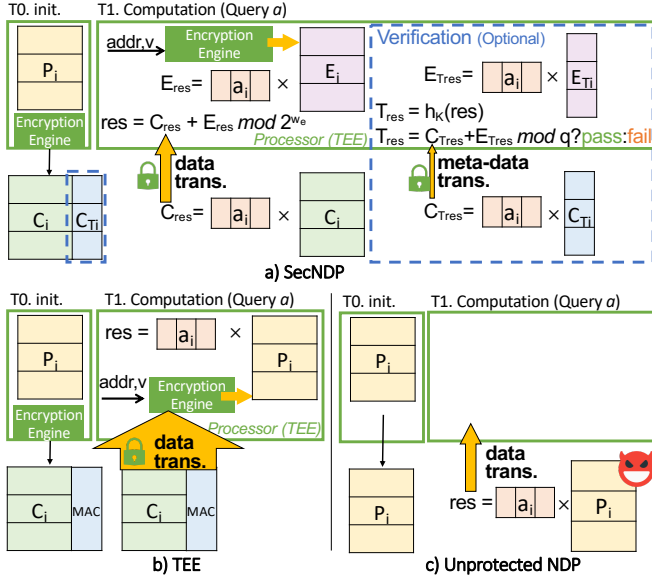 T0. init.
T1. Computation (Query a)
P_i
Encryption
Engine
addr,v
Encryption
Engine
E_res= a_i × E_i
res = C_res + E_res mod 2^w_e
Processor (TEE)
Verification (Optional)
E_Tres= a_i × E_Ti
T_res = h_K(res)
T_res = C_Tres+E_Tres mod q?pass:fail
C_i
C_Ti
data
trans.
C_res= a_i × C_i
meta-data
trans.
C_Tres= a_i × C_Ti
a) SecNDP
T0. init.
T1. Computation (Query a)
P_i
Encryption
Engine
res = a_i × P_i
addr,v
Encryption
Engine
Processor (TEE)
data
trans.
C_i
MAC
C_i
MAC
b) TEE
T0. init.
T1. Computation (Query a)
P_i
data
trans.
P_i
res = a_i × P_i
c) Unprotected NDP